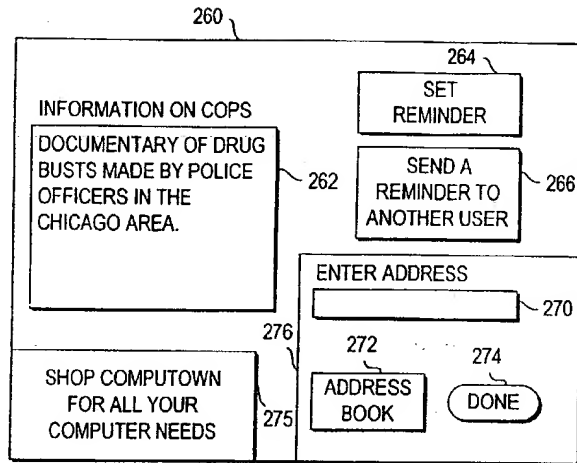 260
264
SET
REMINDER
INFORMATION ON COPS
DOCUMENTARY OF DRUG
BUSTS MADE BY POLICE
OFFICERS IN THE
CHICAGO AREA.
262
SEND A
REMINDER TO
ANOTHER USER
266
ENTER ADDRESS
270
276
272
ADDRESS
BOOK
274
DONE
SHOP COMPUTOWN
FOR ALL YOUR
COMPUTER NEEDS
275